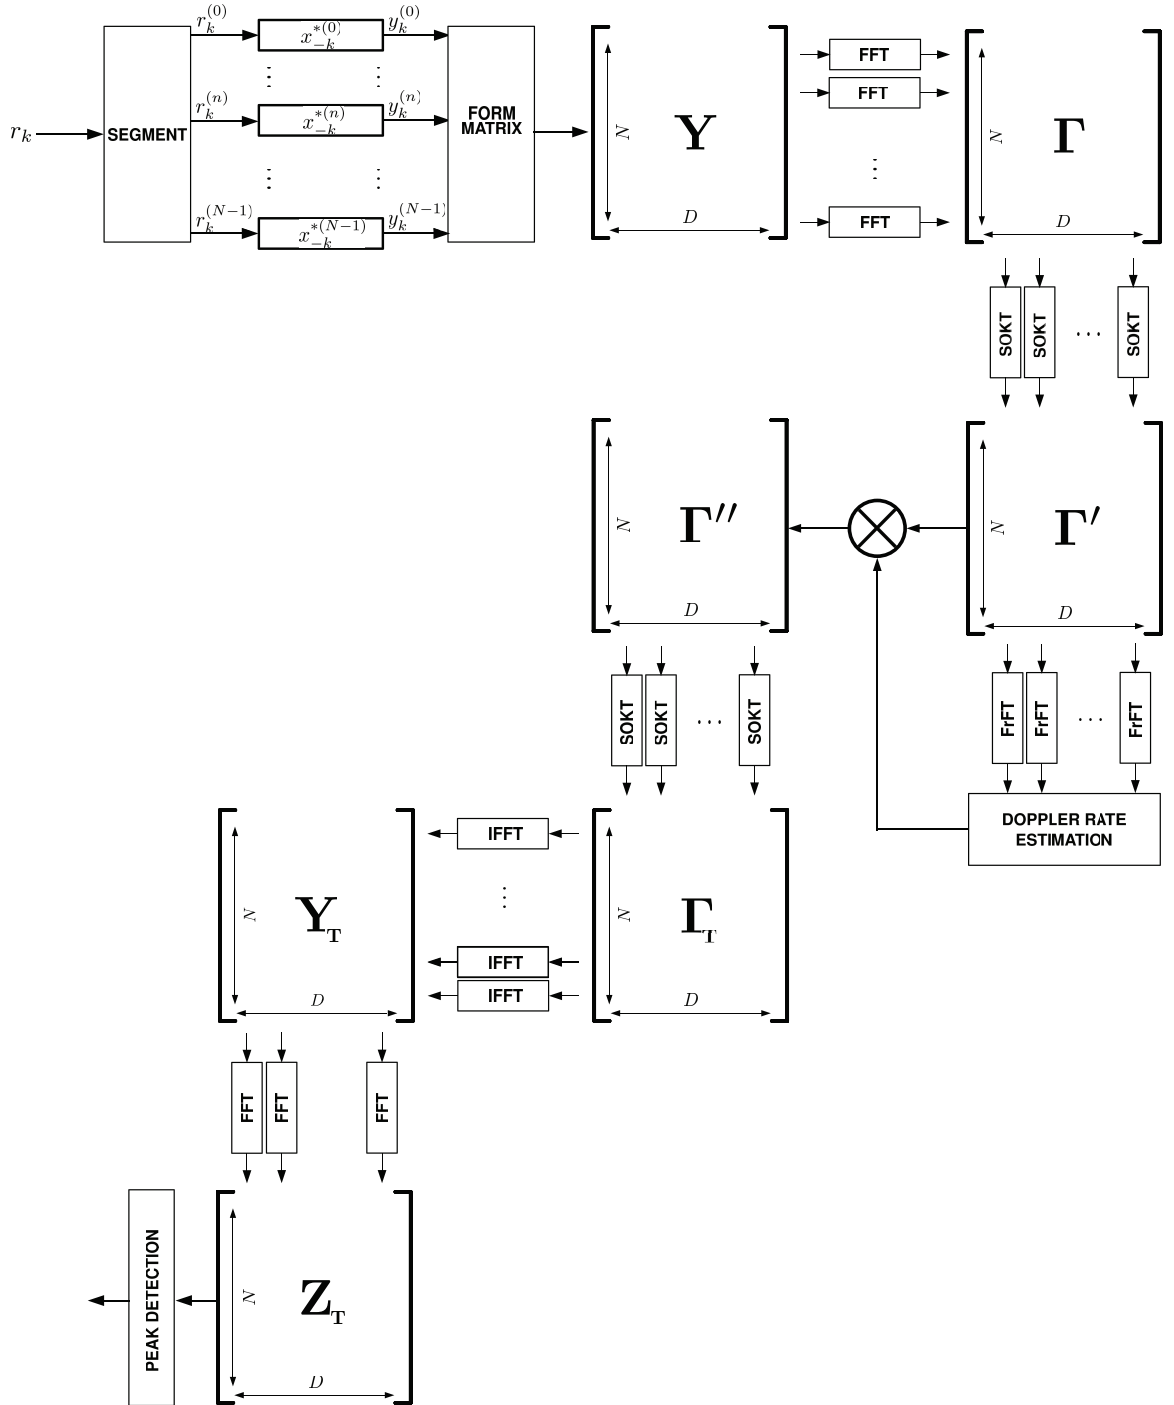 r_k
SEGMENT
r_k^{(0)}
x_{-k}^{*(0)}
y_k^{(0)}
⋮ ⋮
r_k^{(n)}
x_{-k}^{*(n)}
y_k^{(n)}
⋮ ⋮
r_k^{(N-1)}
x_{-k}^{*(N-1)}
y_k^{(N-1)}
FORM
MATRIX
N
Y
D
FFT
FFT
⋮
FFT
N
Γ
D
SOKT
SOKT
...
SOKT
N
Γ′
D
N
Γ″
D
FrFT
FrFT
...
FrFT
DOPPLER RATE
ESTIMATION
SOKT
SOKT
...
SOKT
N
Γ_T
D
IFFT
⋮
IFFT
IFFT
N
Y_T
D
FFT
FFT
FFT
N
Z_T
D
PEAK DETECTION